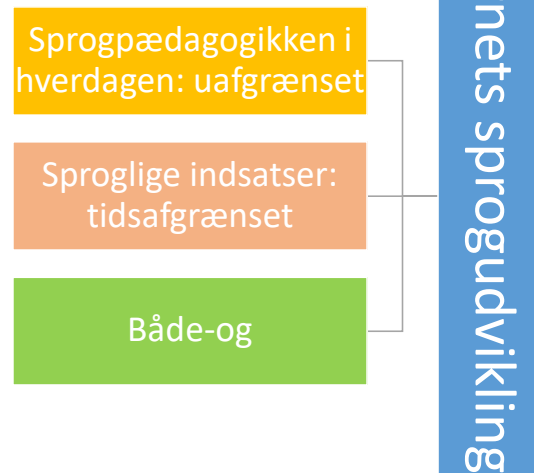 Sprogpædagogikken i
hverdagen: uafgrænset
Sproglige indsatser:
tidsafgrænset
Både-og
nets sprogudvikling